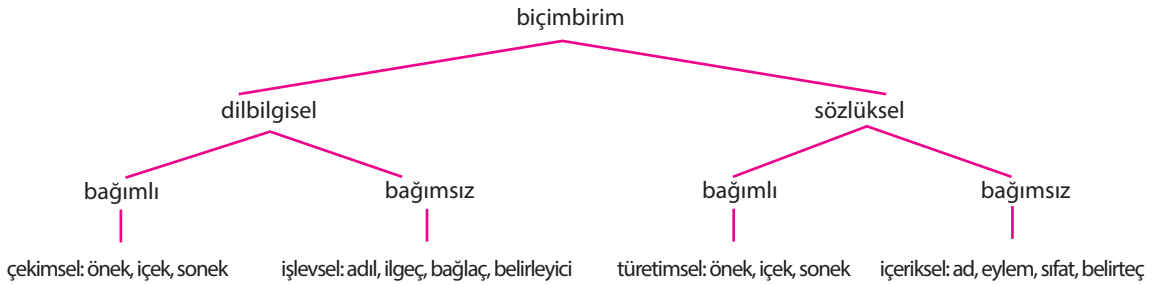 biçimbirim
dilbilgisel sözlüksel
bağımlı bağımsız bağımlı bağımsız
çekimsel: önek, içek, sonek işlevsel: adıl, ilgeç, bağlaç, belirleyici türetimsel: önek, içek, sonek içeriksel: ad, eylem, sıfat, belirteç